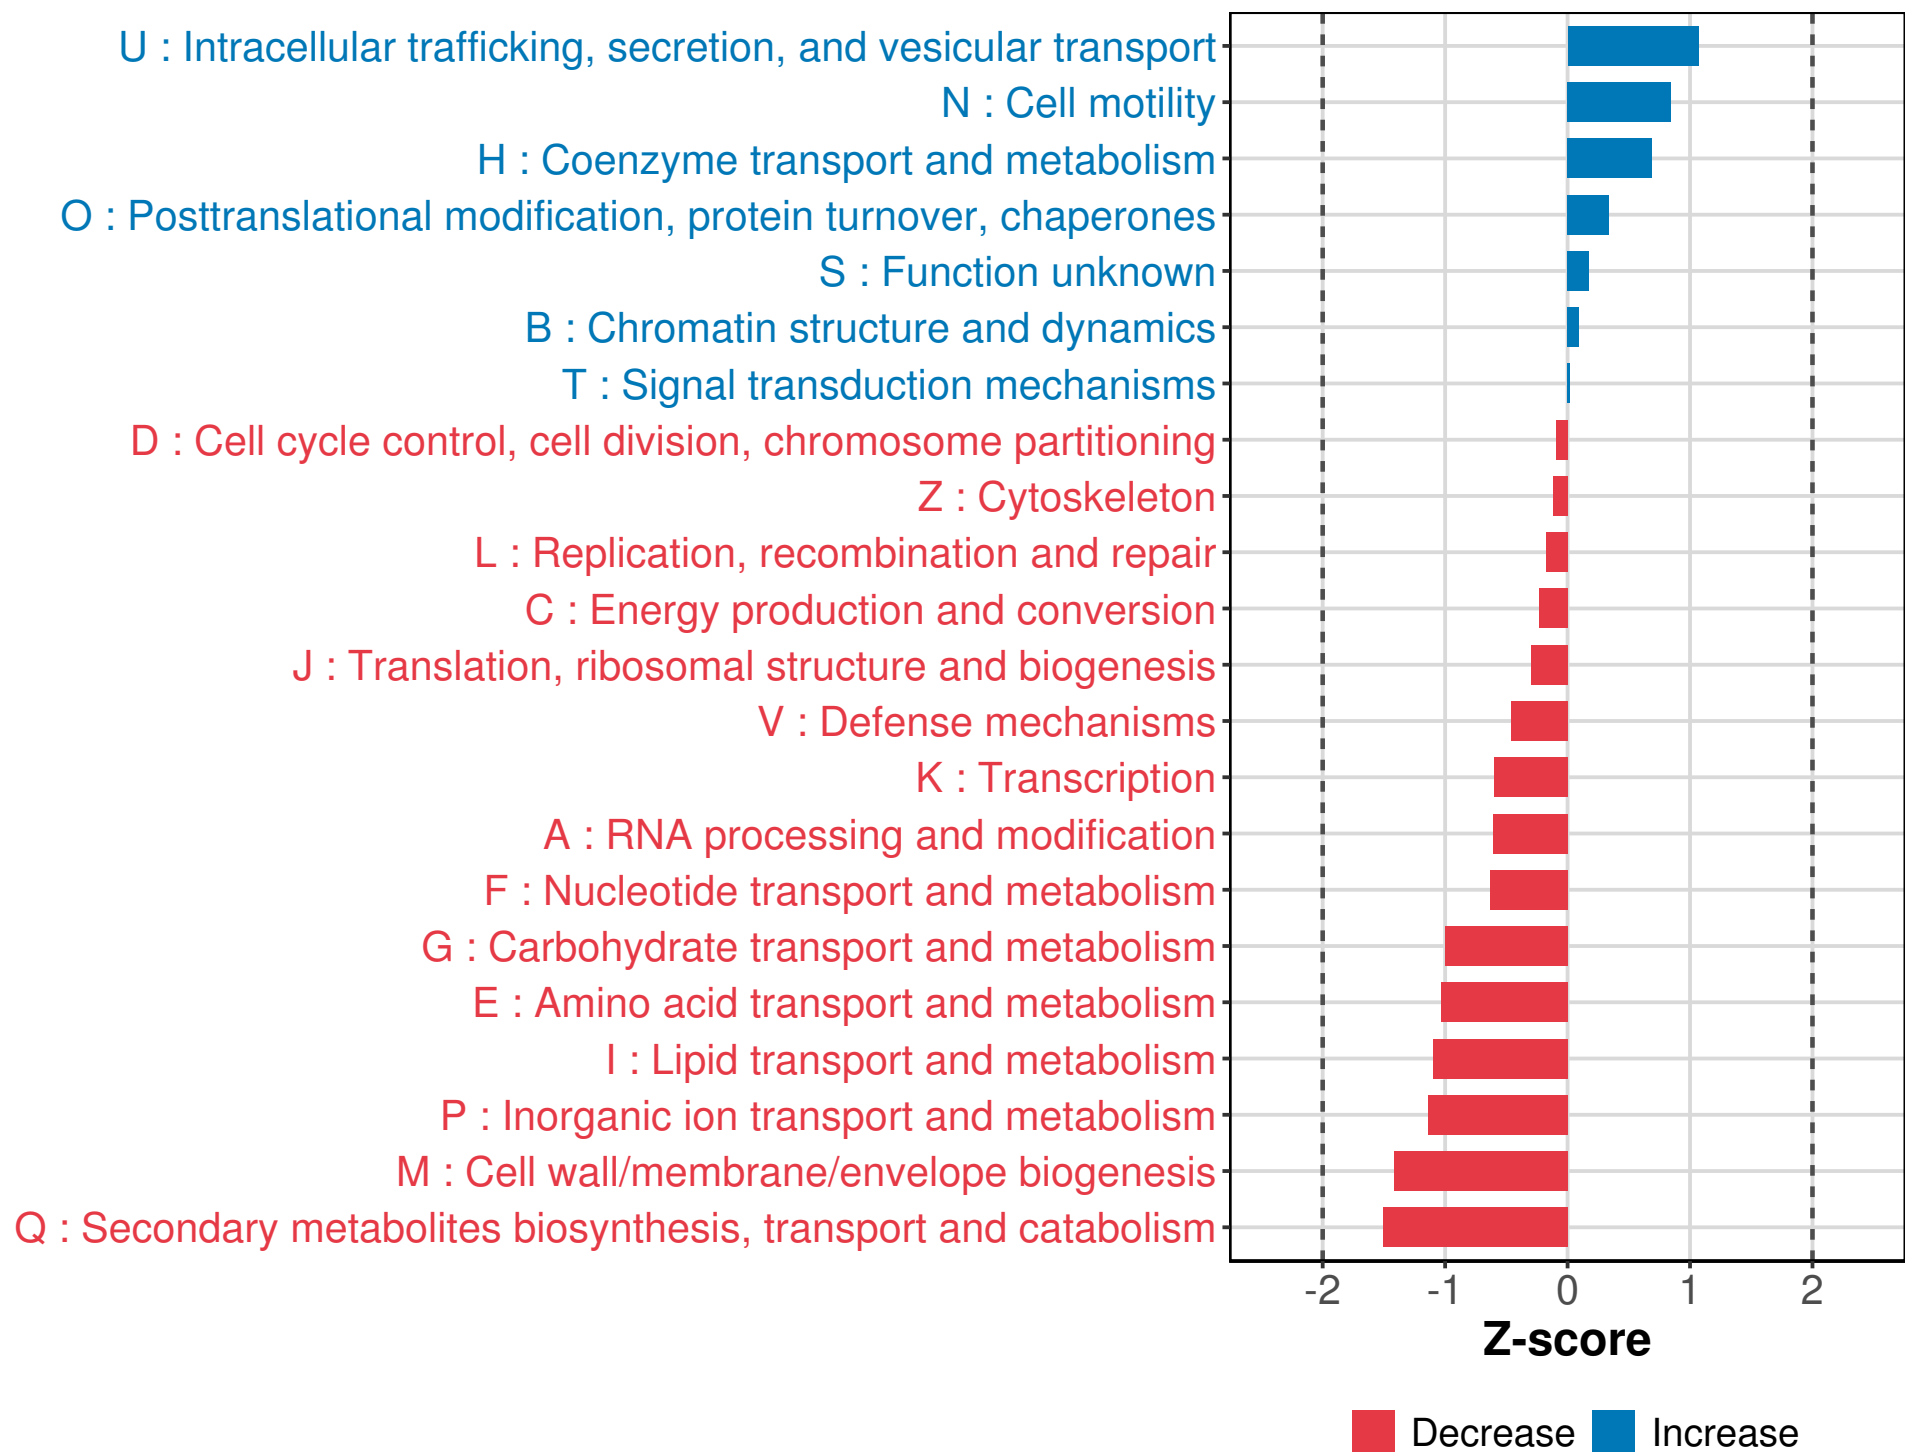 U : Intracellular trafficking, secretion, and vesicular transport
N : Cell motility
H : Coenzyme transport and metabolism
O : Posttranslational modification, protein turnover, chaperones
S : Function unknown
B : Chromatin structure and dynamics
T : Signal transduction mechanisms
D : Cell cycle control, cell division, chromosome partitioning
Z : Cytoskeleton
L : Replication, recombination and repair
C : Energy production and conversion
J : Translation, ribosomal structure and biogenesis
V : Defense mechanisms
K : Transcription
A : RNA processing and modification
F : Nucleotide transport and metabolism
G : Carbohydrate transport and metabolism
E : Amino acid transport and metabolism
I : Lipid transport and metabolism
P : Inorganic ion transport and metabolism
M : Cell wall/membrane/envelope biogenesis
Q : Secondary metabolites biosynthesis, transport and catabolism
-2 -1 0 1 2
Z-score
Decrease Increase